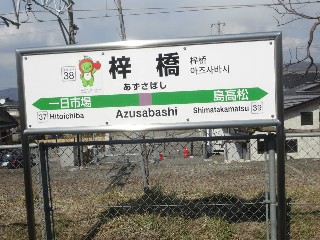 38
梓橋
梓桥
아즈사바시
あずさばし
一日市場
島高松
37 Hitoichiba
Azusabashi
Shimatakamatsu 39